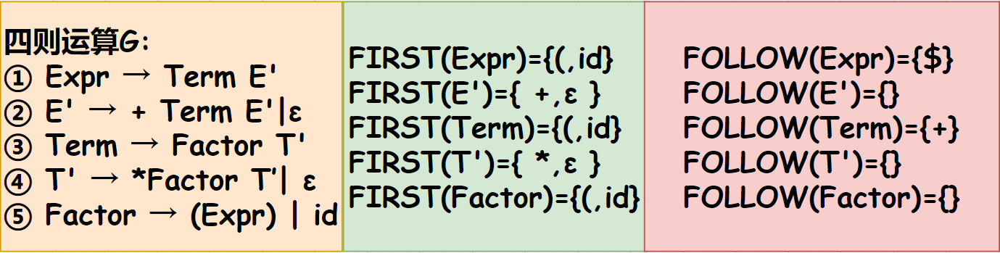 四则运算G:
① Expr → Term E'
② E' → + Term E'|ε
③ Term → Factor T'
④ T' → *Factor T’| ε
⑤ Factor → (Expr) | id
FIRST(Expr)={(,id}
FIRST(E')={ +,ε }
FIRST(Term)={(,id}
FIRST(T')={ *,ε }
FIRST(Factor)={(,id}
FOLLOW(Expr)={$}
FOLLOW(E')={}
FOLLOW(Term)={+}
FOLLOW(T')={}
FOLLOW(Factor)={}